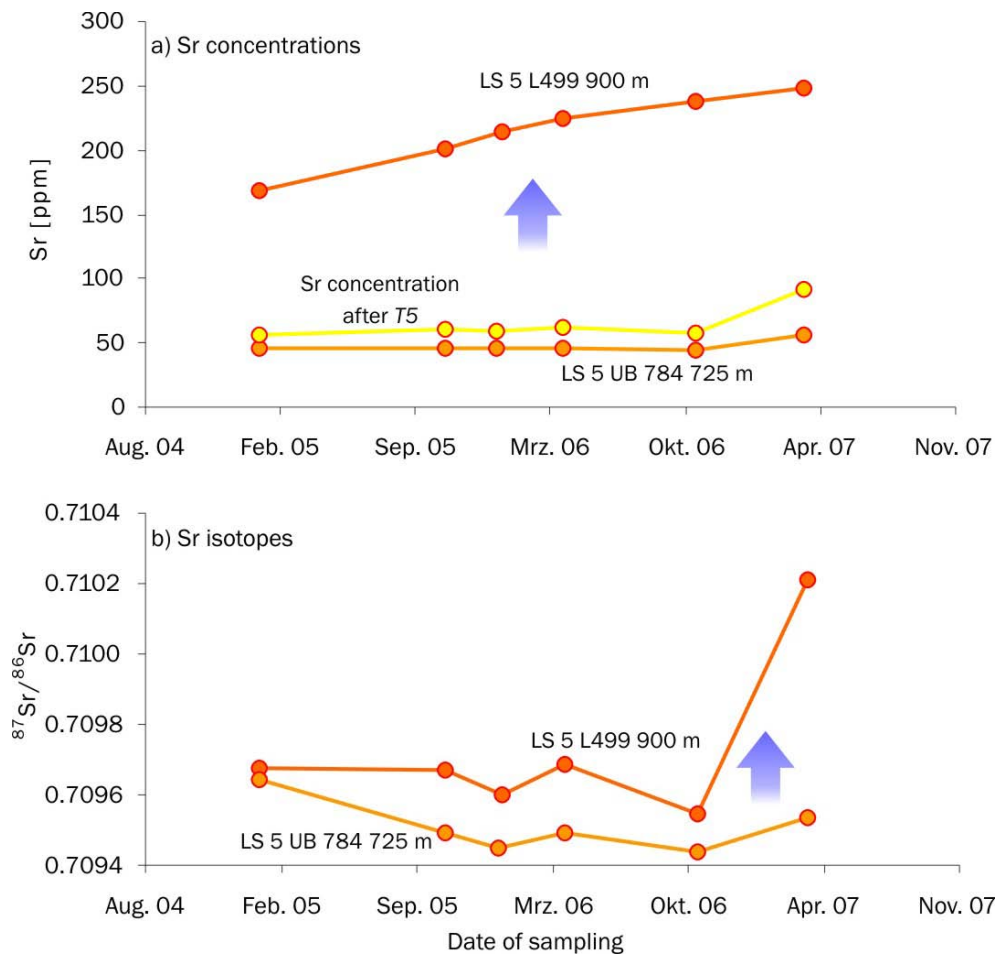 300
a) Sr concentrations
LS 5 L499 900 m
250
200
150
Sr [ppm]
100
Sr concentration
after T5
50
LS 5 UB 784 725 m
0
Aug. 04 Feb. 05 Sep. 05 Mrz. 06 Okt. 06 Apr. 07 Nov. 07
0.7104
b) Sr isotopes
0.7102
0.7100
⁸⁷Sr/⁸⁶Sr
0.7098
LS 5 L499 900 m
0.7096
LS 5 UB 784 725 m
0.7094
Aug. 04 Feb. 05 Sep. 05 Mrz. 06 Okt. 06 Apr. 07 Nov. 07
Date of sampling